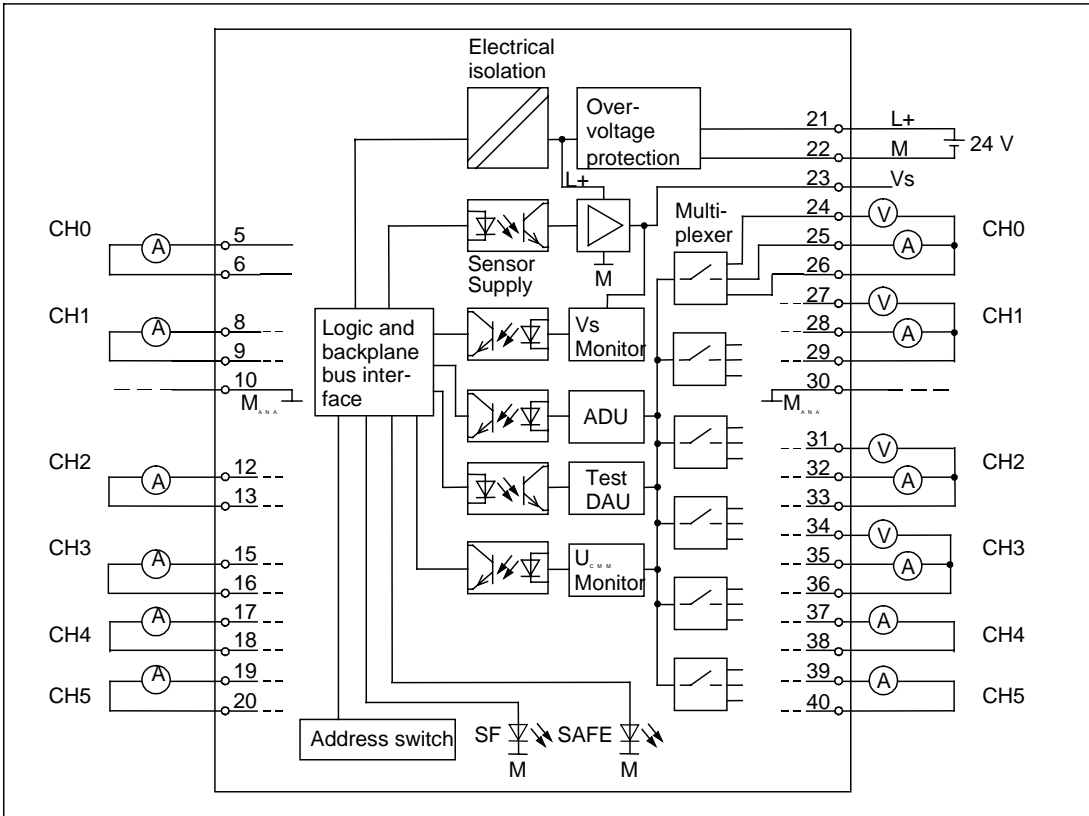 Electrical
isolation
Over-
voltage
protection
21
L+
22
M
24 V
23
Vs
L+
Multi-
plexer
24
V
CH0
25
A
26
CH0
A
5
6
Sensor
Supply
M
27
V
CH1
28
A
29
CH1
A
8
9
10
M ANA
Logic and
backplane
bus inter-
face
Vs
Monitor
30
M ANA
ADU
31
V
CH2
32
A
33
CH2
A
12
13
Test
DAU
34
V
CH3
35
A
36
CH3
A
15
16
U CMM
Monitor
37
A
CH4
38
CH4
A
17
18
39
A
CH5
40
CH5
A
19
20
Address switch
SF
SAFE
M
M